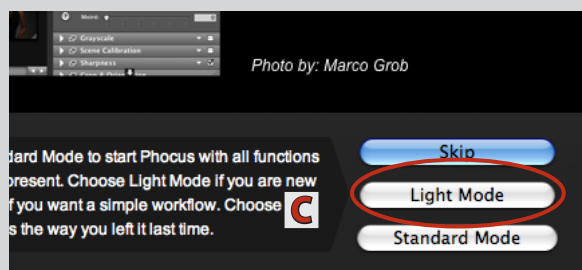 Moire:
Grayscale
Scene Calibration
Sharpness
Photo by: Marco Grob
dard Mode to start Phocus with all functions
present. Choose Light Mode if you are new
f you want a simple workflow. Choose
s the way you left it last time.
C
Skip
Light Mode
Standard Mode